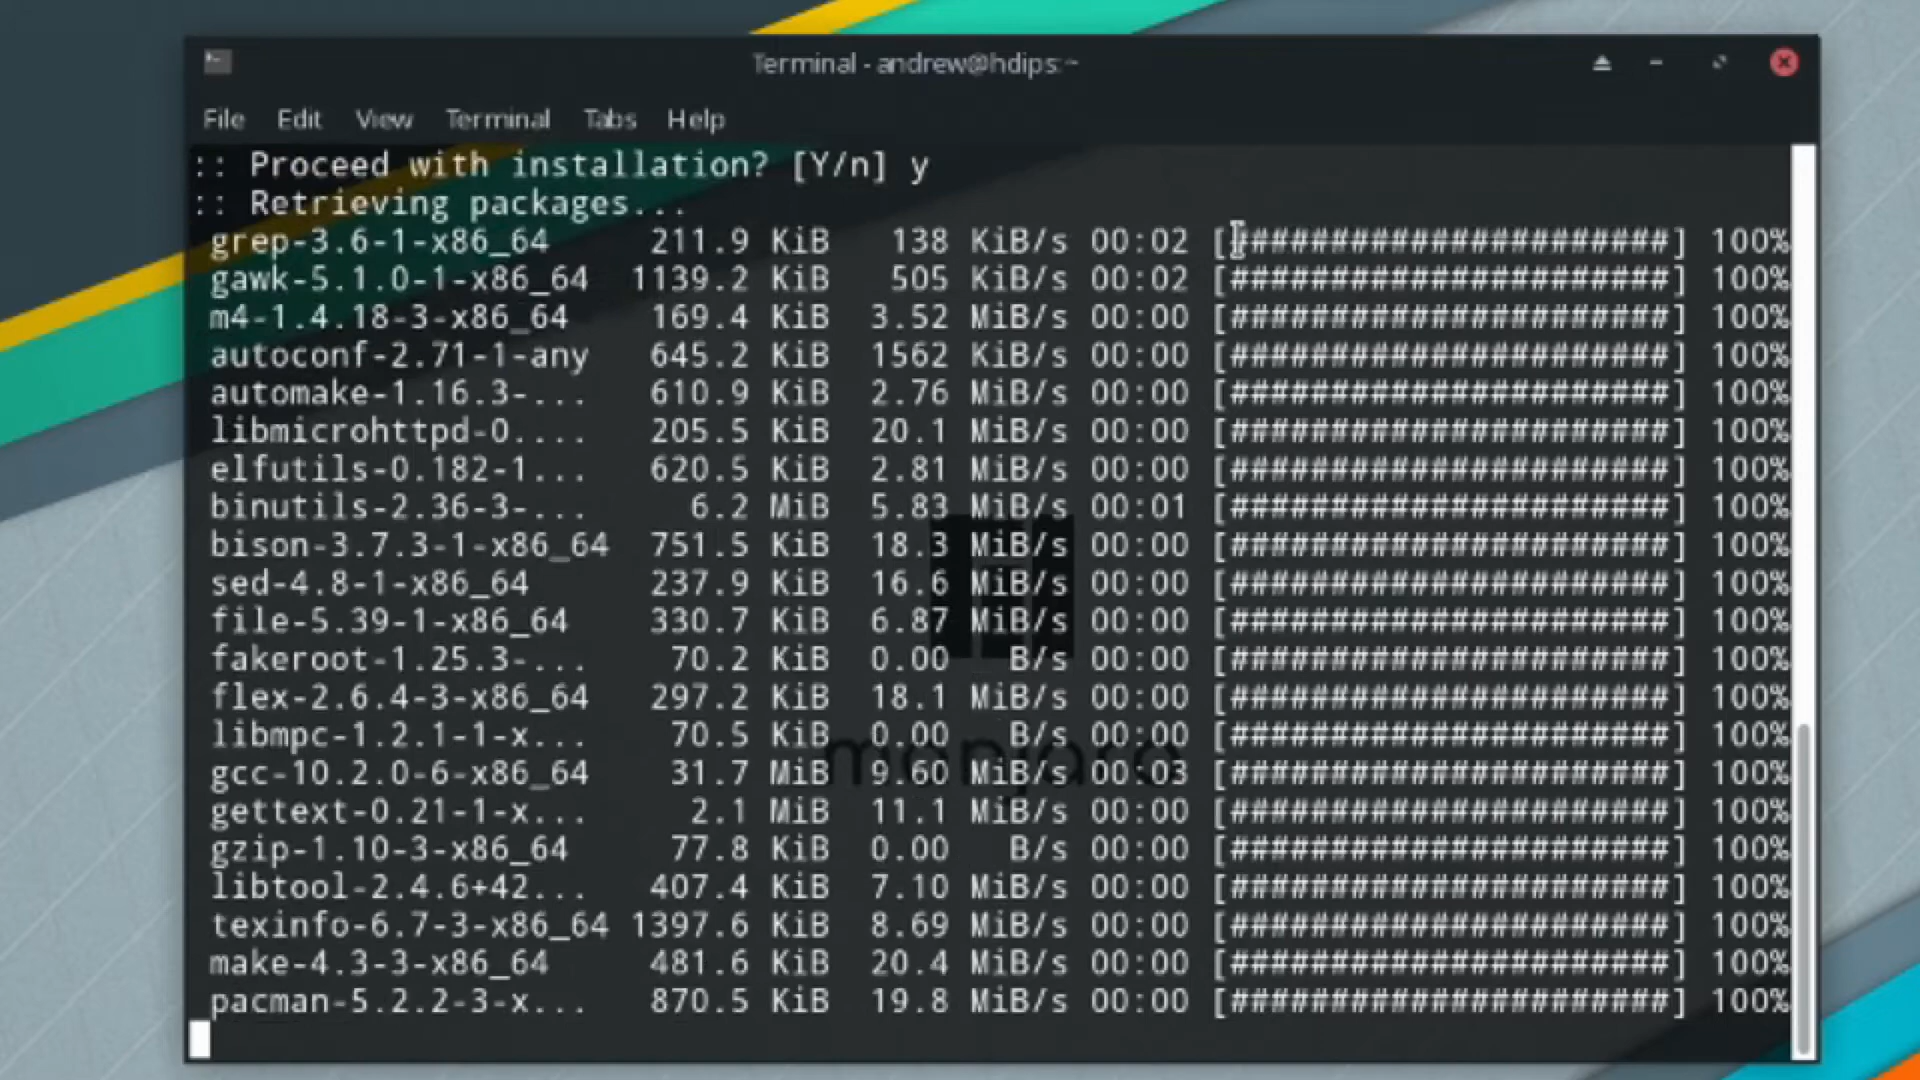 Terminal - andrew@hdips:~
File Edit View Terminal Tabs Help
:: Proceed with installation? [Y/n] y
:: Retrieving packages...
grep-3.6-1-x86_64 211.9 KiB 138 KiB/s 00:02 [######################] 100%
gawk-5.1.0-1-x86_64 1139.2 KiB 505 KiB/s 00:02 [######################] 100%
m4-1.4.18-3-x86_64 169.4 KiB 3.52 MiB/s 00:00 [######################] 100%
autoconf-2.71-1-any 645.2 KiB 1562 KiB/s 00:00 [######################] 100%
automake-1.16.3-... 610.9 KiB 2.76 MiB/s 00:00 [######################] 100%
libmicrohttpd-0.... 205.5 KiB 20.1 MiB/s 00:00 [######################] 100%
elfutils-0.182-1... 620.5 KiB 2.81 MiB/s 00:00 [######################] 100%
binutils-2.36-3-... 6.2 MiB 5.83 MiB/s 00:01 [######################] 100%
bison-3.7.3-1-x86_64 751.5 KiB 18.3 MiB/s 00:00 [######################] 100%
sed-4.8-1-x86_64 237.9 KiB 16.6 MiB/s 00:00 [######################] 100%
file-5.39-1-x86_64 330.7 KiB 6.87 MiB/s 00:00 [######################] 100%
fakeroot-1.25.3-... 70.2 KiB 0.00 B/s 00:00 [######################] 100%
flex-2.6.4-3-x86_64 297.2 KiB 18.1 MiB/s 00:00 [######################] 100%
libmpc-1.2.1-1-x... 70.5 KiB 0.00 B/s 00:00 [######################] 100%
gcc-10.2.0-6-x86_64 31.7 MiB 9.60 MiB/s 00:03 [######################] 100%
gettext-0.21-1-x... 2.1 MiB 11.1 MiB/s 00:00 [######################] 100%
gzip-1.10-3-x86_64 77.8 KiB 0.00 B/s 00:00 [######################] 100%
libtool-2.4.6+42... 407.4 KiB 7.10 MiB/s 00:00 [######################] 100%
texinfo-6.7-3-x86_64 1397.6 KiB 8.69 MiB/s 00:00 [######################] 100%
make-4.3-3-x86_64 481.6 KiB 20.4 MiB/s 00:00 [######################] 100%
pacman-5.2.2-3-x... 870.5 KiB 19.8 MiB/s 00:00 [######################] 100%
manjaro